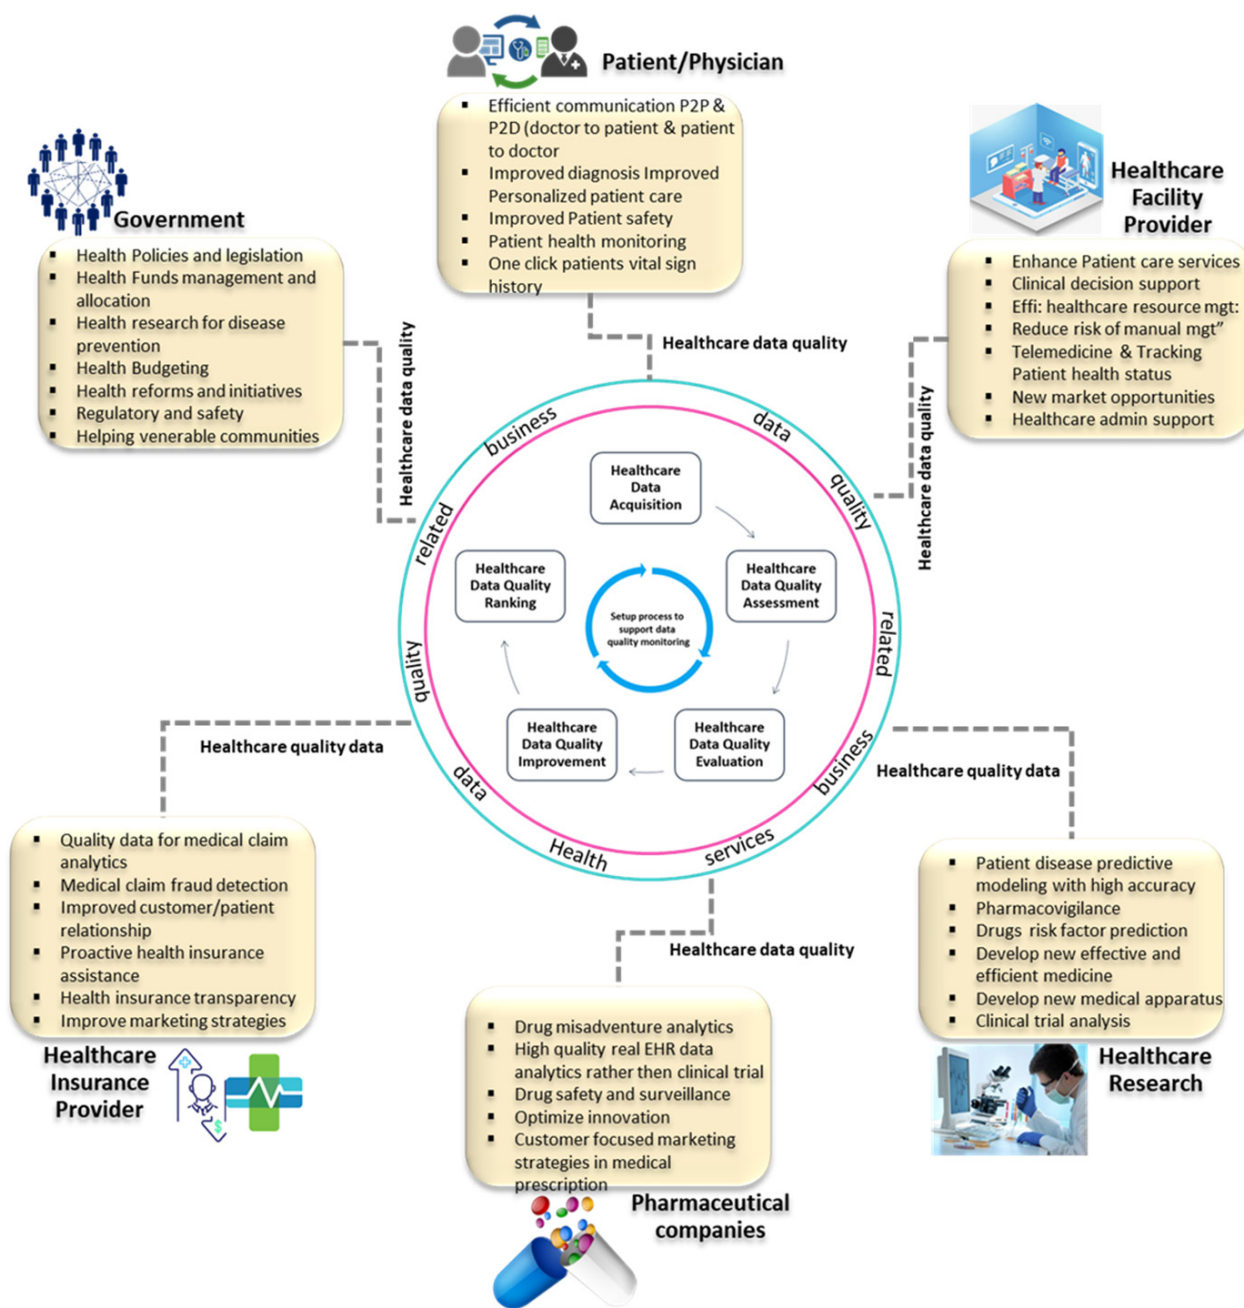 Patient/Physician
Efficient communication P2P &
P2D (doctor to patient & patient
to doctor
Improved diagnosis Improved
Personalized patient care
Improved Patient safety
Patient health monitoring
One click patients vital sign
history
Government
Health Policies and legislation
Health Funds management and
allocation
Health research for disease
prevention
Health Budgeting
Health reforms and initiatives
Regulatory and safety
Helping venerable communities
Healthcare
Facility
Provider
Enhance Patient care services
Clinical decision support
Effi: healthcare resource mgt:
Reduce risk of manual mgt”
Telemedicine & Tracking
Patient health status
New market opportunities
Healthcare admin support
Healthcare data quality
Healthcare data quality
Healthcare data quality
Health data quality related business data quality related business services
Healthcare
Data
Acquisition
Healthcare
Data Quality
Assessment
Healthcare
Data Quality
Evaluation
Healthcare
Data Quality
Improvement
Healthcare
Data Quality
Ranking
Setup process to
support data
quality monitoring
Healthcare quality data
Healthcare quality data
Healthcare data quality
Quality data for medical claim
analytics
Medical claim fraud detection
Improved customer/patient
relationship
Proactive health insurance
assistance
Health insurance transparency
Improve marketing strategies
Healthcare
Insurance
Provider
$
Drug misadventure analytics
High quality real EHR data
analytics rather then clinical trial
Drug safety and surveillance
Optimize innovation
Customer focused marketing
strategies in medical
prescription
Pharmaceutical
companies
Patient disease predictive
modeling with high accuracy
Pharmacovigilance
Drugs risk factor prediction
Develop new effective and
efficient medicine
Develop new medical apparatus
Clinical trial analysis
Healthcare
Research